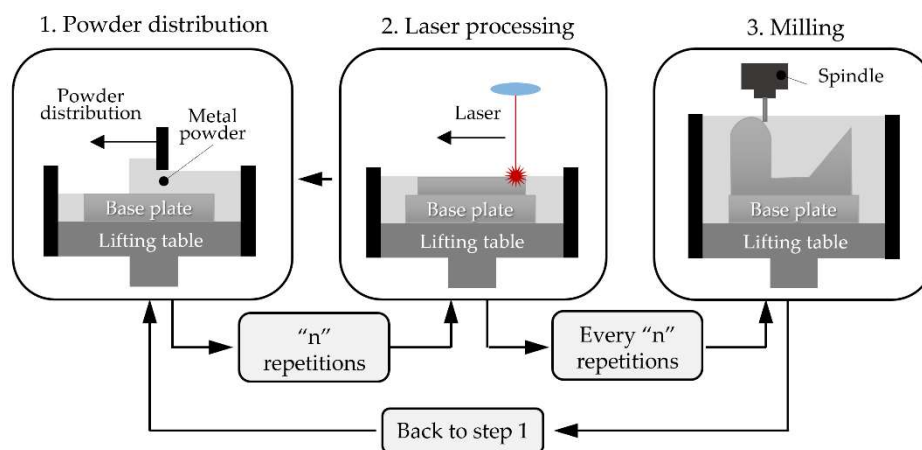 1. Powder distribution
Powder
distribution
Metal
powder
Base plate
Lifting table
2. Laser processing
Laser
Base plate
Lifting table
3. Milling
Spindle
Base plate
Lifting table
“n”
repetitions
Every “n”
repetitions
Back to step 1